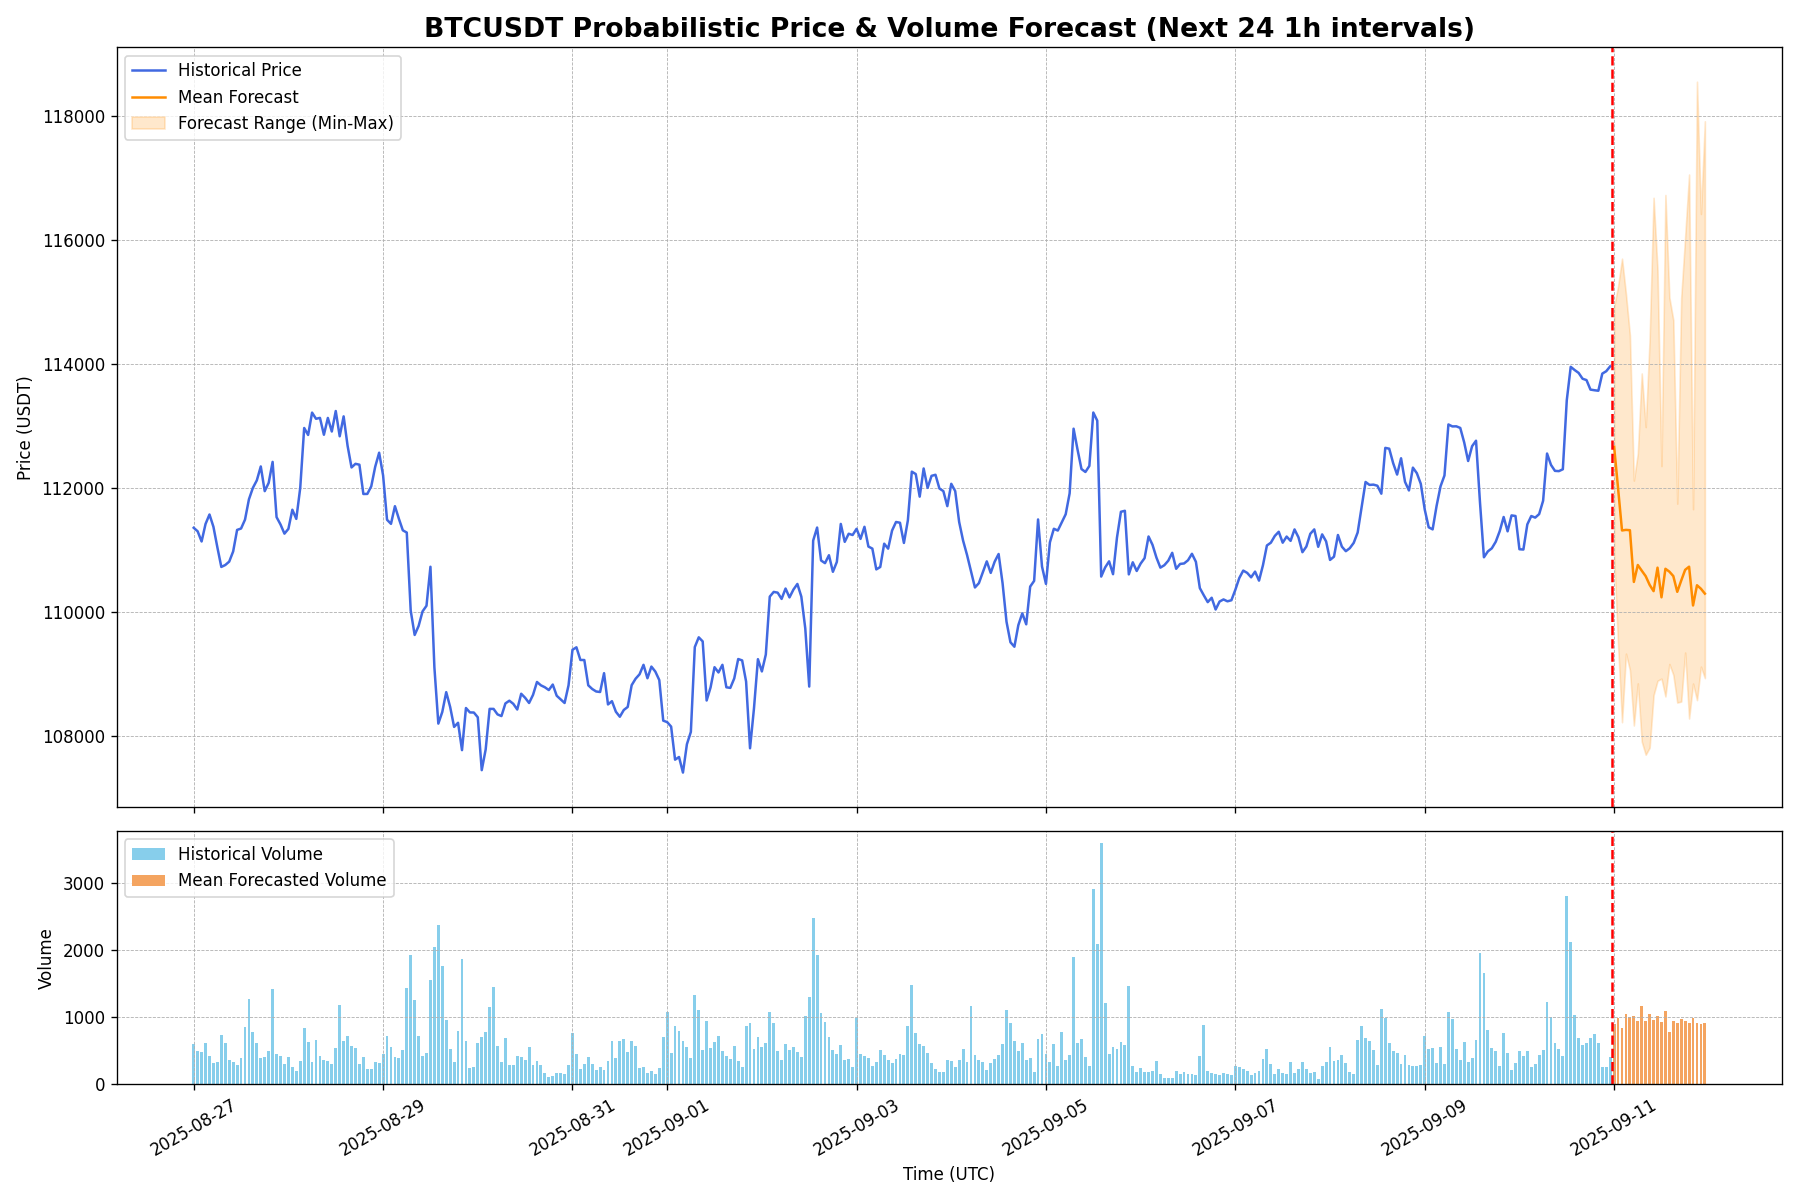 BTCUSDT Probabilistic Price & Volume Forecast (Next 24 1h intervals)
Historical Price
Mean Forecast
Forecast Range (Min-Max)
118000
116000
114000
112000
110000
108000
Price (USDT)
Historical Volume
Mean Forecasted Volume
3000
2000
1000
0
Volume
2025-08-27
2025-08-29
2025-08-31
2025-09-01
2025-09-03
2025-09-05
2025-09-07
2025-09-09
2025-09-11
Time (UTC)